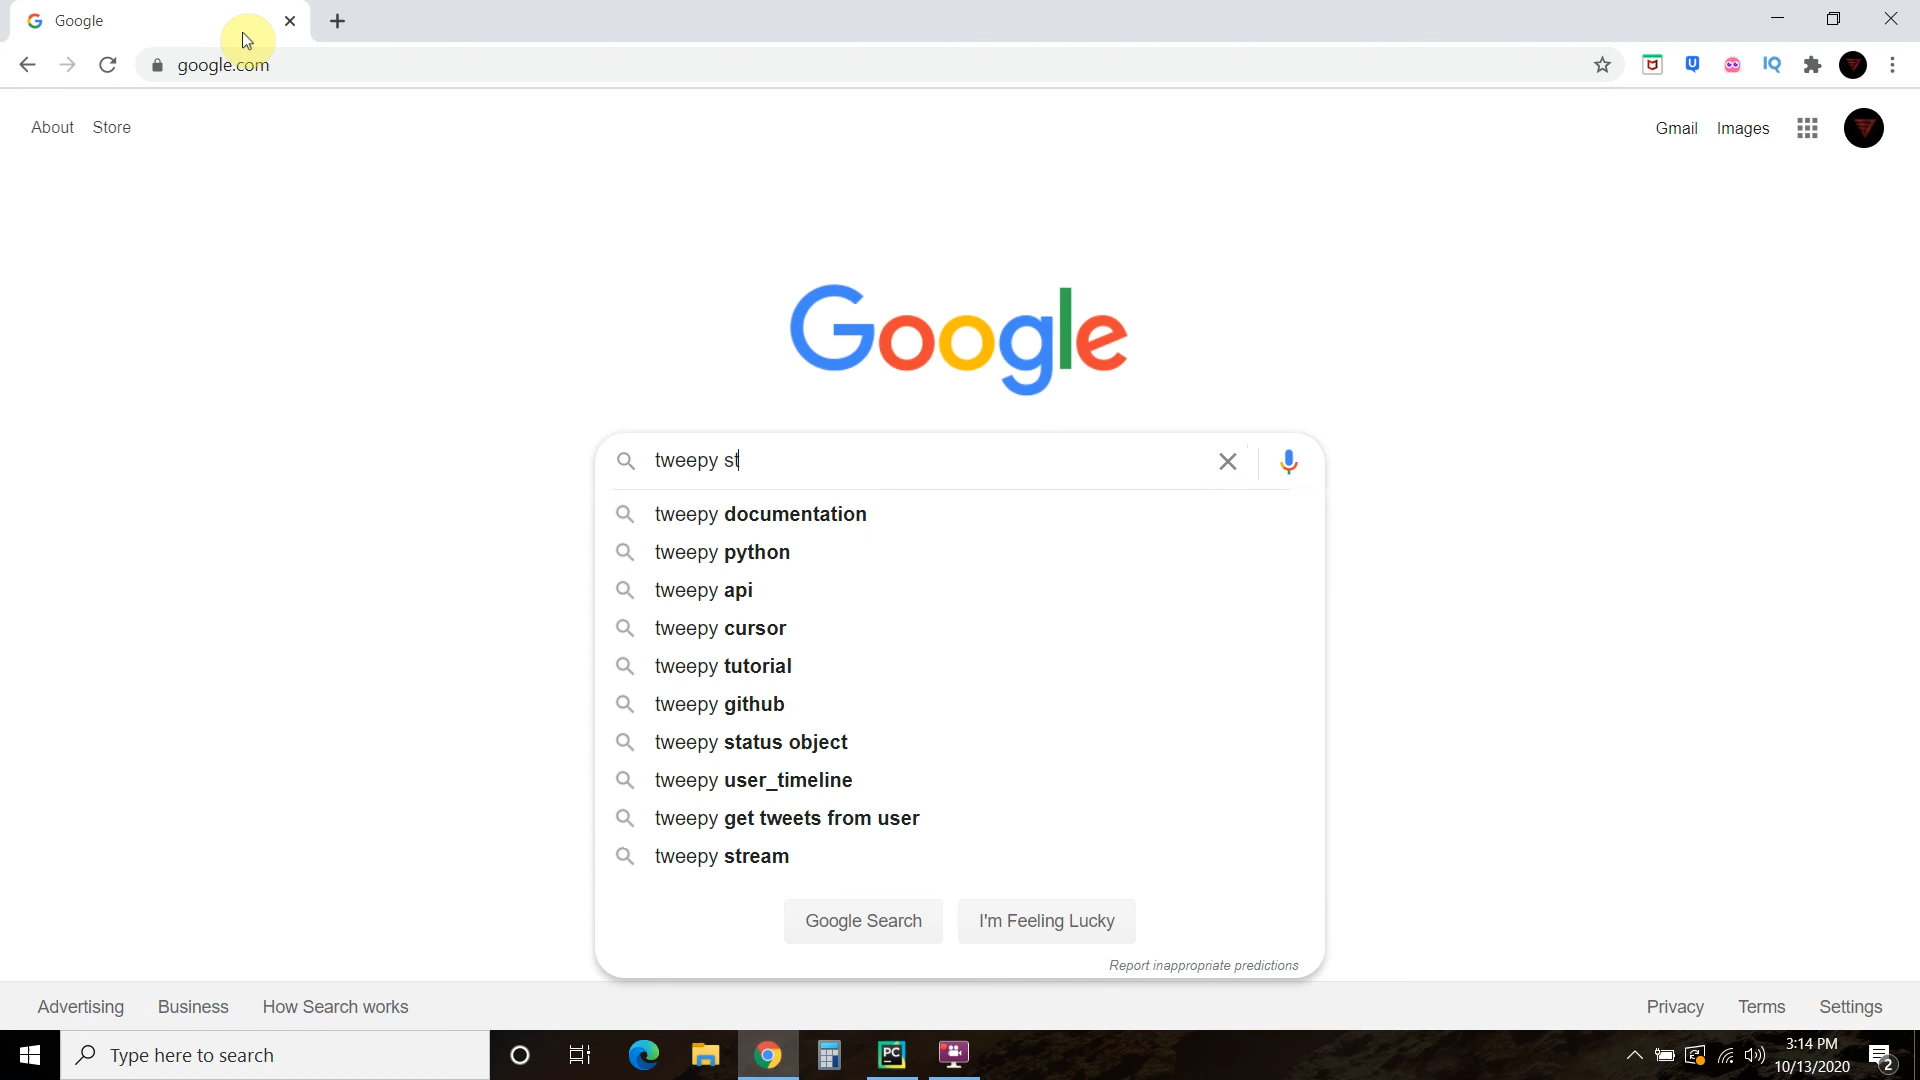 Google
google.com
About Store
Gmail Images
Google
tweepy st
tweepy documentation
tweepy python
tweepy api
tweepy cursor
tweepy tutorial
tweepy github
tweepy status object
tweepy user_timeline
tweepy get tweets from user
tweepy stream
Google Search I'm Feeling Lucky
Report inappropriate predictions
Advertising Business How Search works
Privacy Terms Settings
Type here to search
PC
3:14 PM
10/13/2020
2
IQ